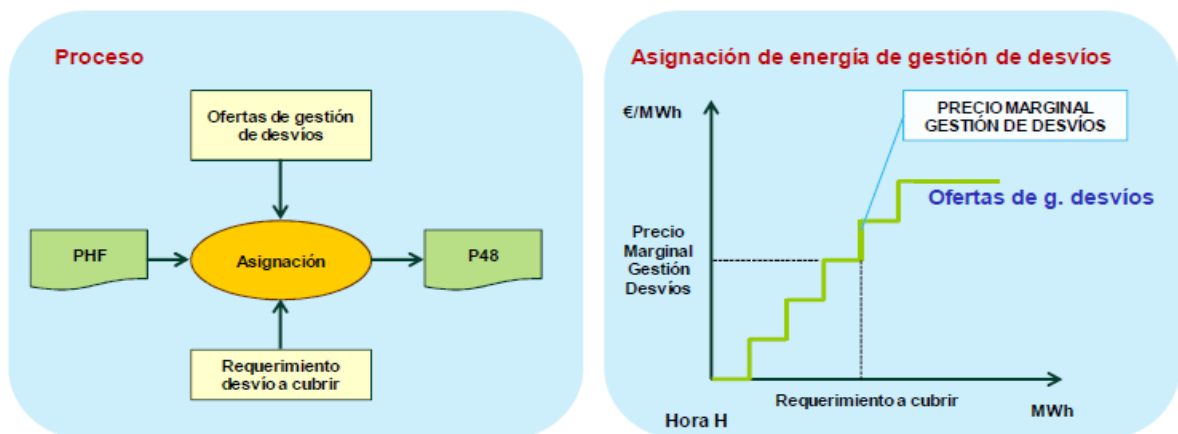 Proceso
Ofertas de gestión
de desvíos
PHF
Asignación
P48
Requerimiento
desvío a cubrir
Asignación de energía de gestión de desvíos
€/MWh
PRECIO MARGINAL
GESTIÓN DE DESVÍOS
Ofertas de g. desvíos
Precio
Marginal
Gestión
Desvíos
Requerimiento a cubrir
MWh
Hora H